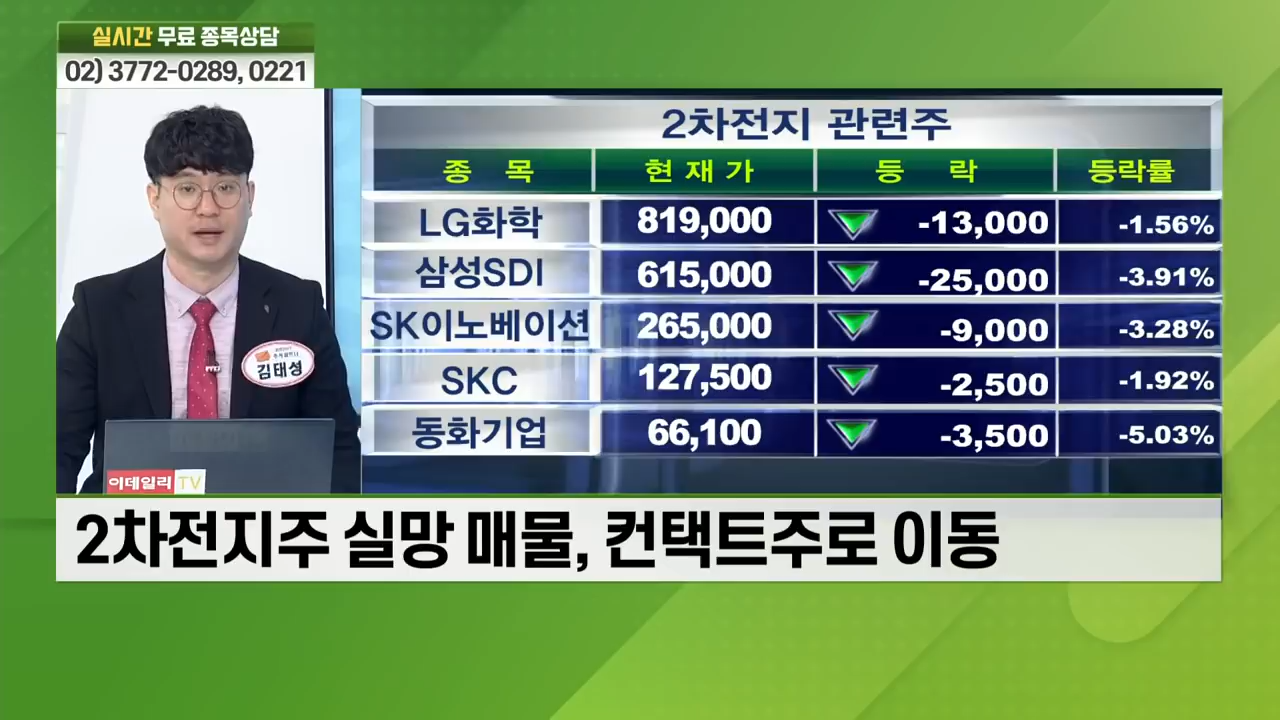 실시간 무료 종목상담
02) 3772-0289, 0221
2차전지 관련주
종 목 현 재 가 등 락 등락률
LG화학 819,000 -13,000 -1.56%
삼성SDI 615,000 -25,000 -3.91%
SK이노베이션 265,000 -9,000 -3.28%
SKC 127,500 -2,500 -1.92%
동화기업 66,100 -3,500 -5.03%
김태성
이데일리 TV
2차전지주 실망 매물, 컨택트주로 이동